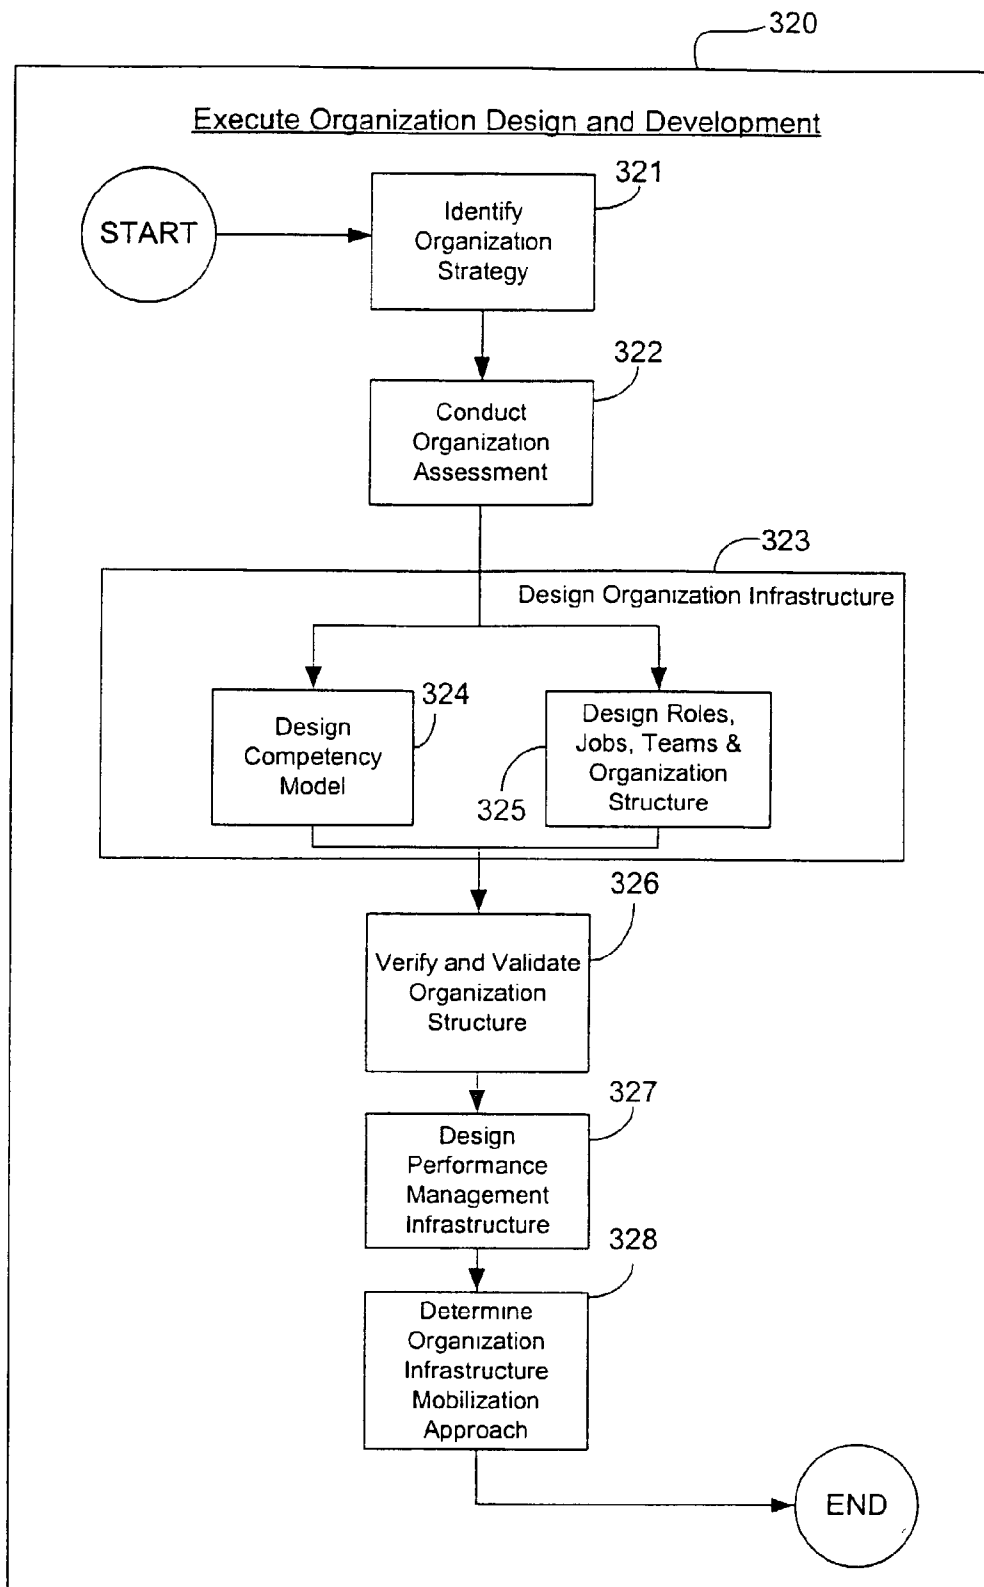 320
Execute Organization Design and Development
START
321
Identify
Organization
Strategy
322
Conduct
Organization
Assessment
323
Design Organization Infrastructure
324
Design
Competency
Model
Design Roles,
Jobs, Teams &
Organization
Structure
325
326
Verify and Validate
Organization
Structure
327
Design
Performance
Management
Infrastructure
328
Determine
Organization
Infrastructure
Mobilization
Approach
END